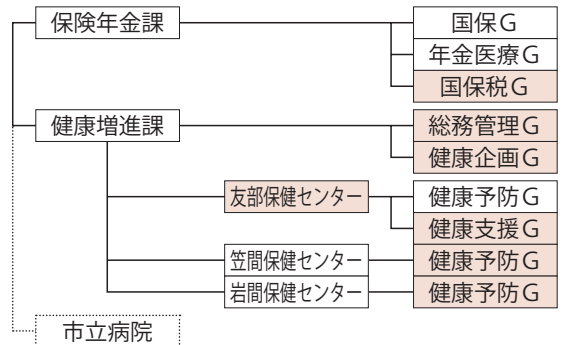 保険年金課
国保G
年金医療G
国保税G
健康増進課
総務管理G
健康企画G
友部保健センター
健康予防G
健康支援G
笠間保健センター
健康予防G
岩間保健センター
健康予防G
市立病院